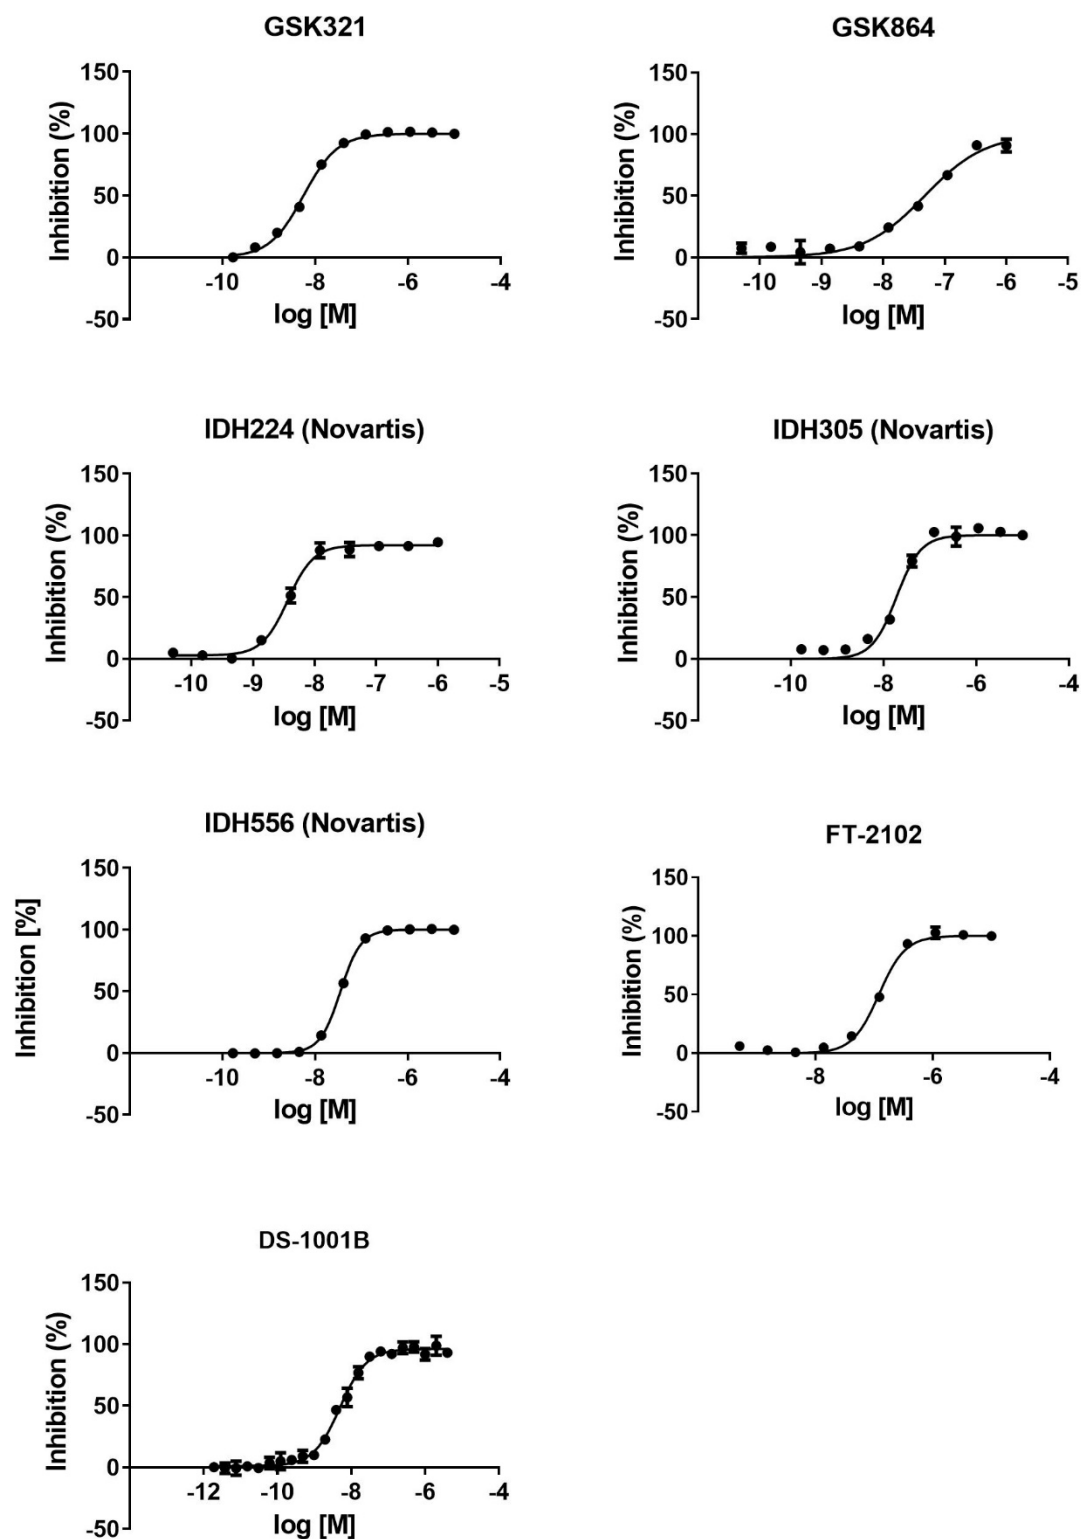 GSK321
150
100
50
0
-50
Inhibition (%)
-10 -8 -6 -4
log [M]
GSK864
150
100
50
0
-50
Inhibition (%)
-10 -9 -8 -7 -6 -5
log [M]
IDH224 (Novartis)
150
100
50
0
-50
Inhibition (%)
-10 -9 -8 -7 -6 -5
log [M]
IDH305 (Novartis)
150
100
50
0
-50
Inhibition (%)
-10 -8 -6 -4
log [M]
IDH556 (Novartis)
150
100
50
0
-50
Inhibition [%]
-10 -8 -6 -4
log [M]
FT-2102
150
100
50
0
-50
Inhibition (%)
-8 -6 -4
log [M]
DS-1001B
150
100
50
0
-50
Inhibition (%)
-12 -10 -8 -6 -4
log [M]